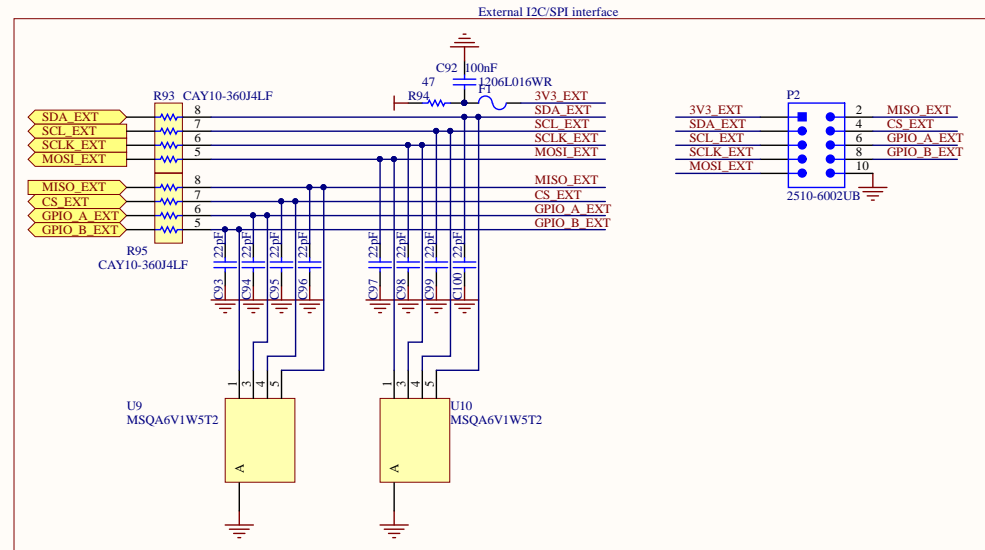 External I2C/SPI interface
C92 100nF
47 1206L016WR
R93 CAY10-360J4LF
R94 F1 3V3_EXT
P2
SDA_EXT 8 SDA_EXT
SCL_EXT 7 SCL_EXT
SCLK_EXT 6 SCLK_EXT
MOSI_EXT 5 MOSI_EXT
3V3_EXT 2 MISO_EXT
SDA_EXT 4 CS_EXT
SCL_EXT 6 GPIO_A_EXT
SCLK_EXT 8 GPIO_B_EXT
MOSI_EXT 10
2510-6002UB
MISO_EXT 8 MISO_EXT
CS_EXT 7 CS_EXT
GPIO_A_EXT 6 GPIO_A_EXT
GPIO_B_EXT 5 GPIO_B_EXT
R95
CAY10-360J4LF
22pF 22pF 22pF 22pF 22pF 22pF 22pF 22pF
C93 C94 C95 C96 C97 C98 C99 C100
1 3 4 5 1 3 4 5
U9 U10
MSQA6V1W5T2 MSQA6V1W5T2
A A